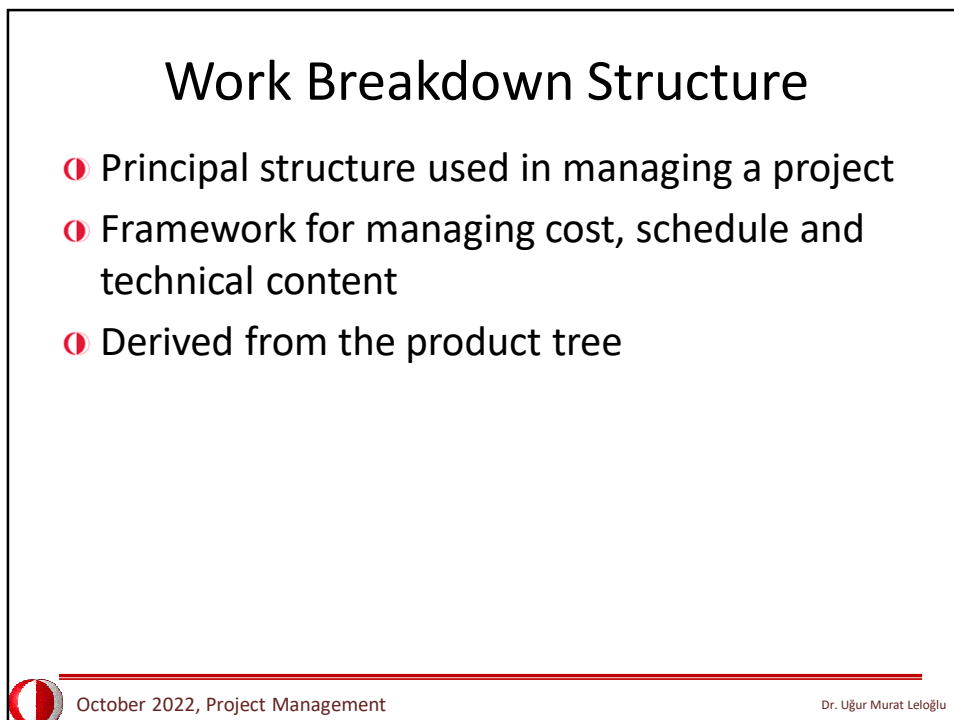 Work Breakdown Structure
Principal structure used in managing a project
Framework for managing cost, schedule and
technical content
Derived from the product tree
October 2022, Project Management
Dr. Uğur Murat Leloğlu